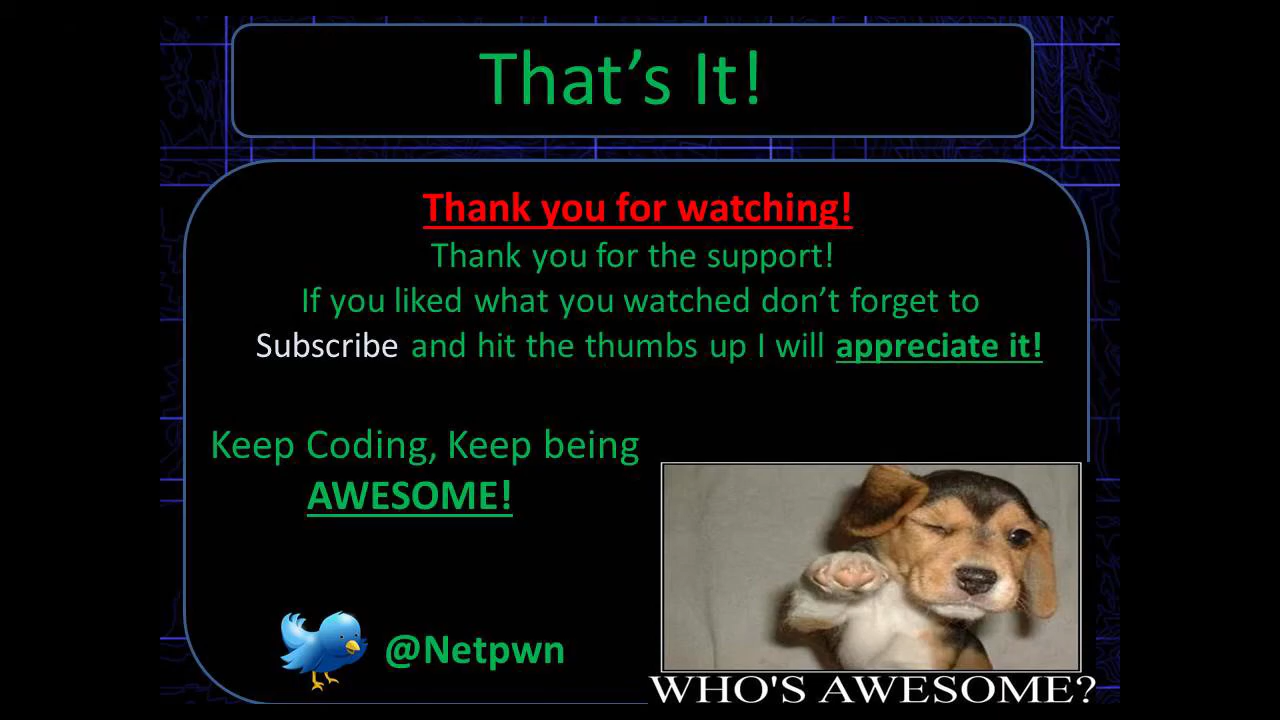 That's It!
Thank you for watching!
Thank you for the support!
If you liked what you watched don't forget to
Subscribe and hit the thumbs up I will appreciate it!
Keep Coding, Keep being
AWESOME!
@Netpwn
WHO'S AWESOME?